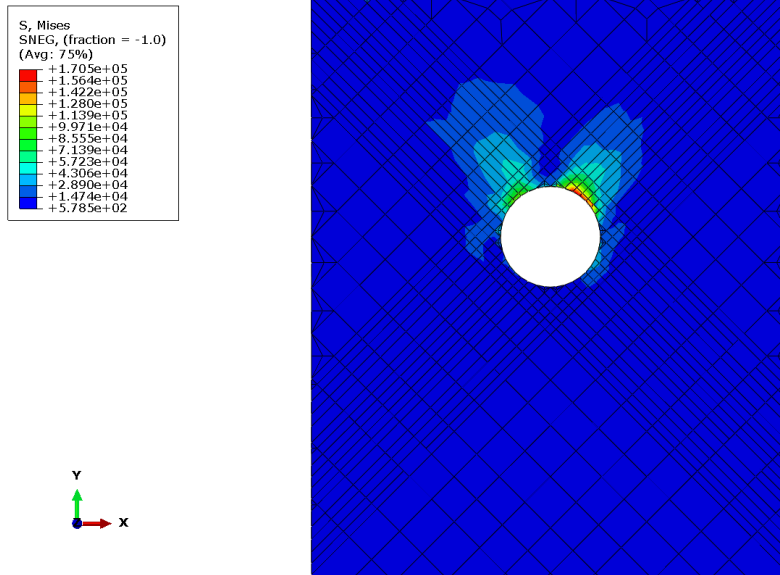 S, Mises
SNEG, (fraction = -1.0)
(Avg: 75%)
+1.705e+05
+1.564e+05
+1.422e+05
+1.280e+05
+1.139e+05
+9.971e+04
+8.555e+04
+7.139e+04
+5.723e+04
+4.306e+04
+2.890e+04
+1.474e+04
+5.785e+02
Y
X